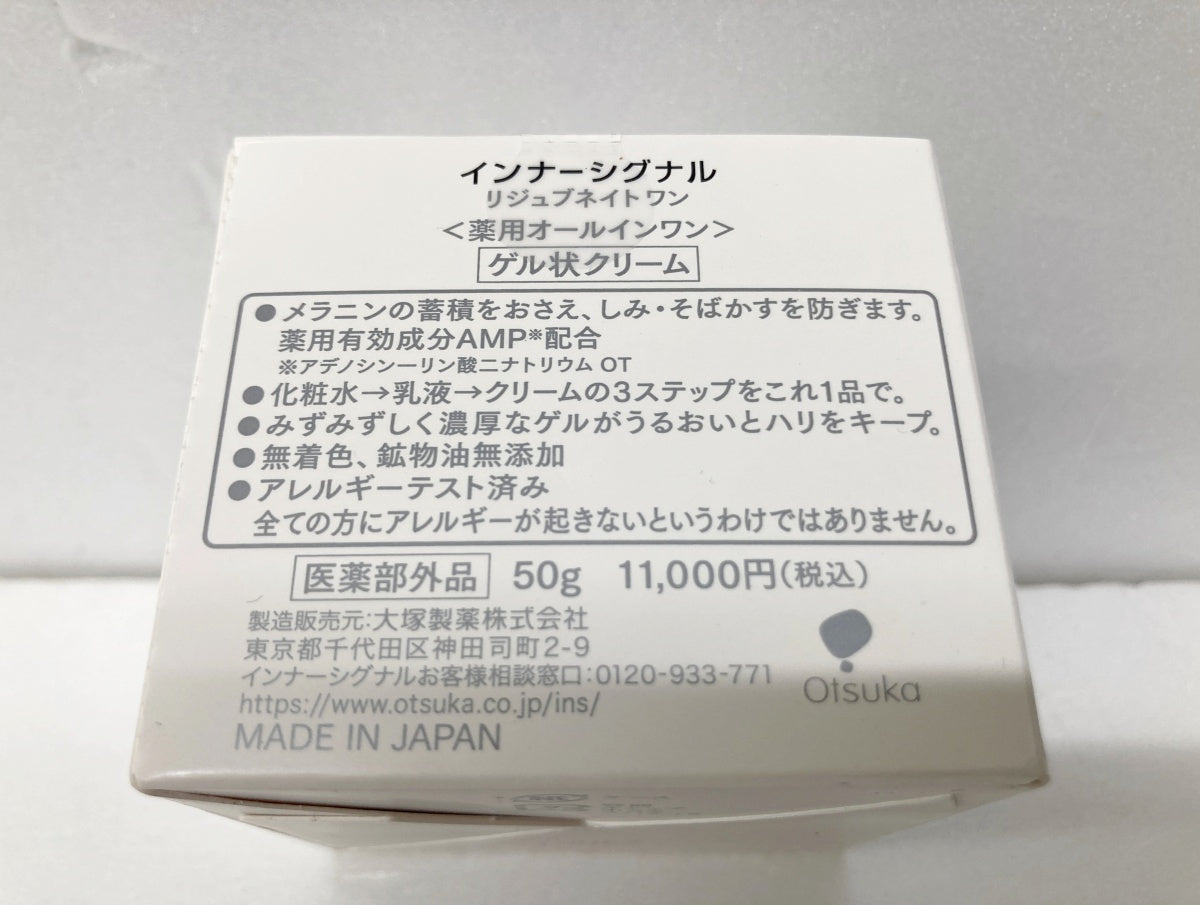 インナーシグナル
リジュブネイト ワン
＜薬用オールインワン＞
ゲル状クリーム
●メラニンの蓄積をおさえ、しみ・そばかすを防ぎます。
薬用有効成分AMP※配合
※アデノシン一リン酸二ナトリウム OT
●化粧水→乳液→クリームの3ステップをこれ1品で。
●みずみずしく濃厚なゲルがうるおいとハリをキープ。
●無着色、鉱物油無添加
●アレルギーテスト済み
全ての方にアレルギーが起きないというわけではありません。
医薬部外品 50g 11,000円(税込)
製造販売元:大塚製薬株式会社
東京都千代田区神田司町2-9
インナーシグナルお客様相談窓口:0120-933-771
https://www.otsuka.co.jp/ins/
MADE IN JAPAN
Otsuka